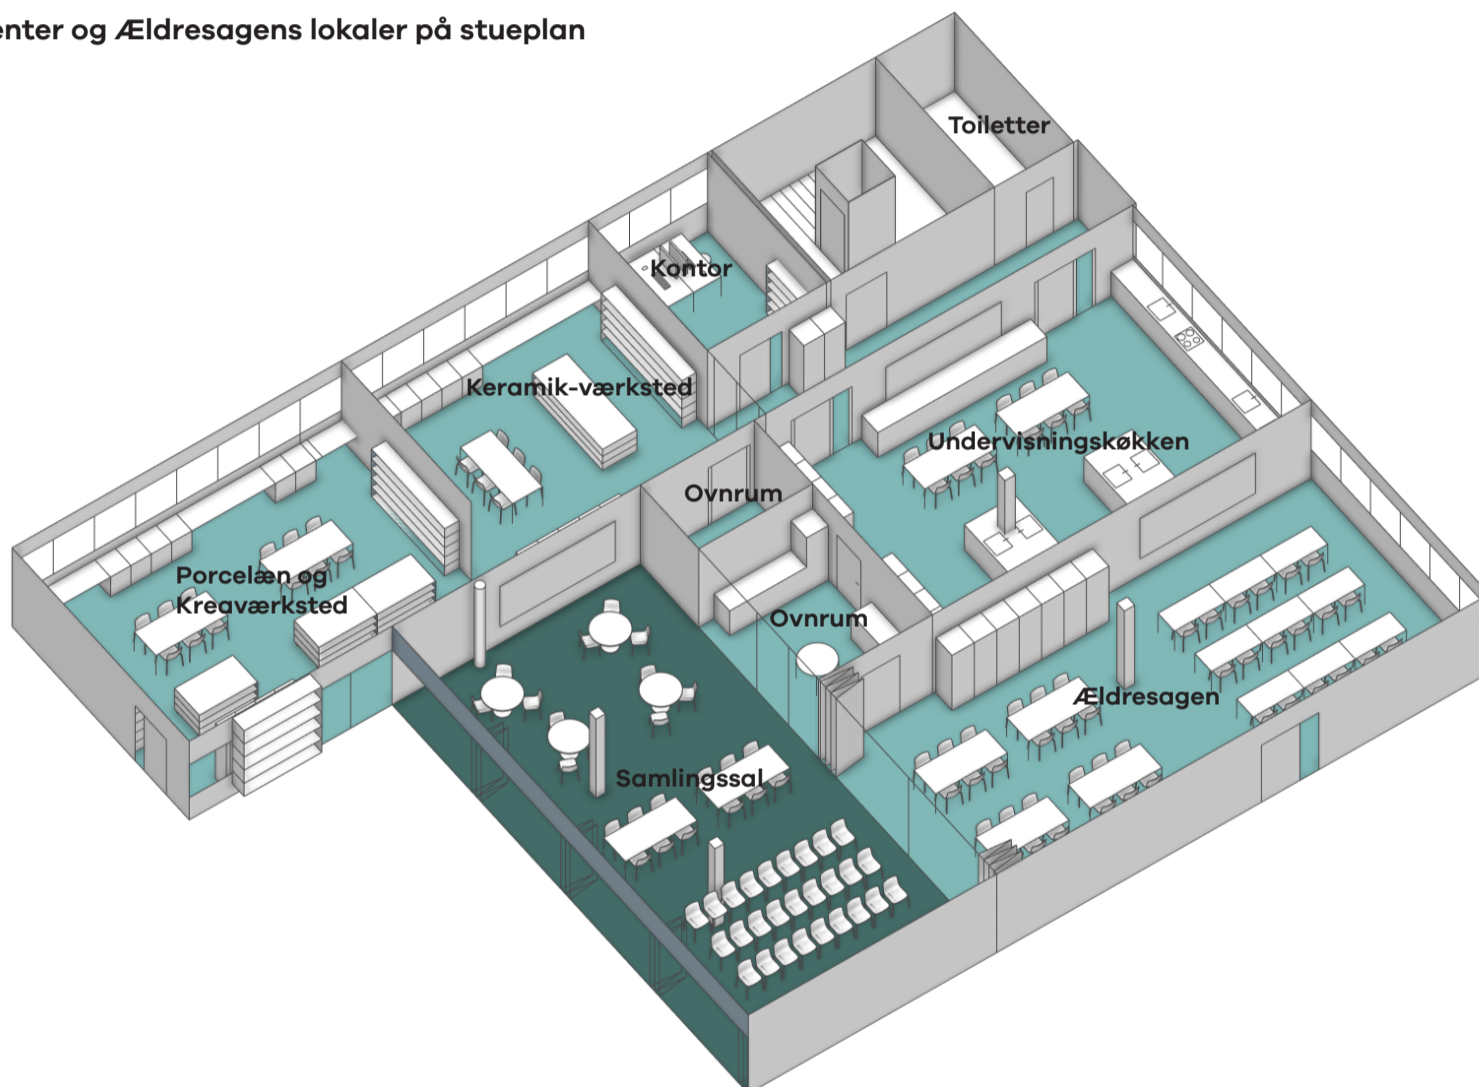 enter og Ældresagens lokaler på stueplan
Toiletter
Kontor
Keramik-værksted
Undervisningskøkken
Ovnrum
Porcelæn og
Kreaværksted
Ovnrum
Ældresagen
Samlingssal